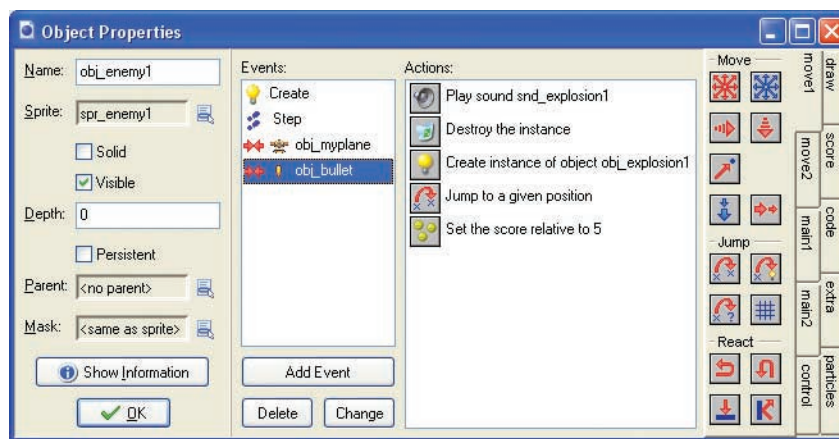 Object Properties
Name: obj_enemy1
Sprite: spr_enemy1
Solid
Visible
Depth: 0
Persistent
Parent: <no parent>
Mask: <same as sprite>
Show Information
OK
Events:
Create
Step
obj_myplane
obj_bullet
Add Event
Delete Change
Actions:
Play sound snd_explosion1
Destroy the instance
Create instance of object obj_explosion1
Jump to a given position
Set the score relative to 5
Move
Jump
React
move1
move2
main1
main2
control
draw
score
code
extra
particles